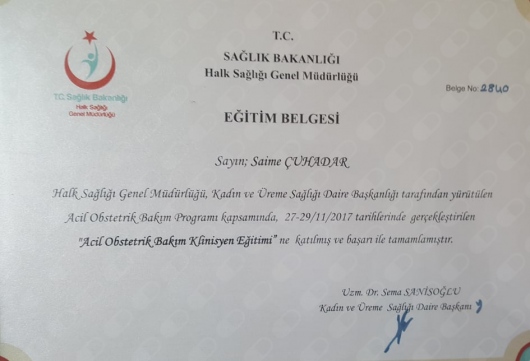 T.C.
SAĞLIK BAKANLIĞI
Halk Sağlığı Genel Müdürlüğü
T.C. Sağlık Bakanlığı
Halk Sağlığı
Genel Müdürlüğü
Belge No: 2840
EĞİTİM BELGESİ
Sayın; Saime ÇUHADAR
Halk Sağlığı Genel Müdürlüğü, Kadın ve Üreme Sağlığı Daire Başkanlığı tarafından yürütülen
Acil Obstetrik Bakım Programı kapsamında, 27-29/11/2017 tarihlerinde gerçekleştirilen
"Acil Obstetrik Bakım Klinisyen Eğitimi" ne katılmış ve başarı ile tamamlamıştır.
Uzm. Dr. Sema SANİSOĞLU
Kadın ve Üreme Sağlığı Daire Başkanı